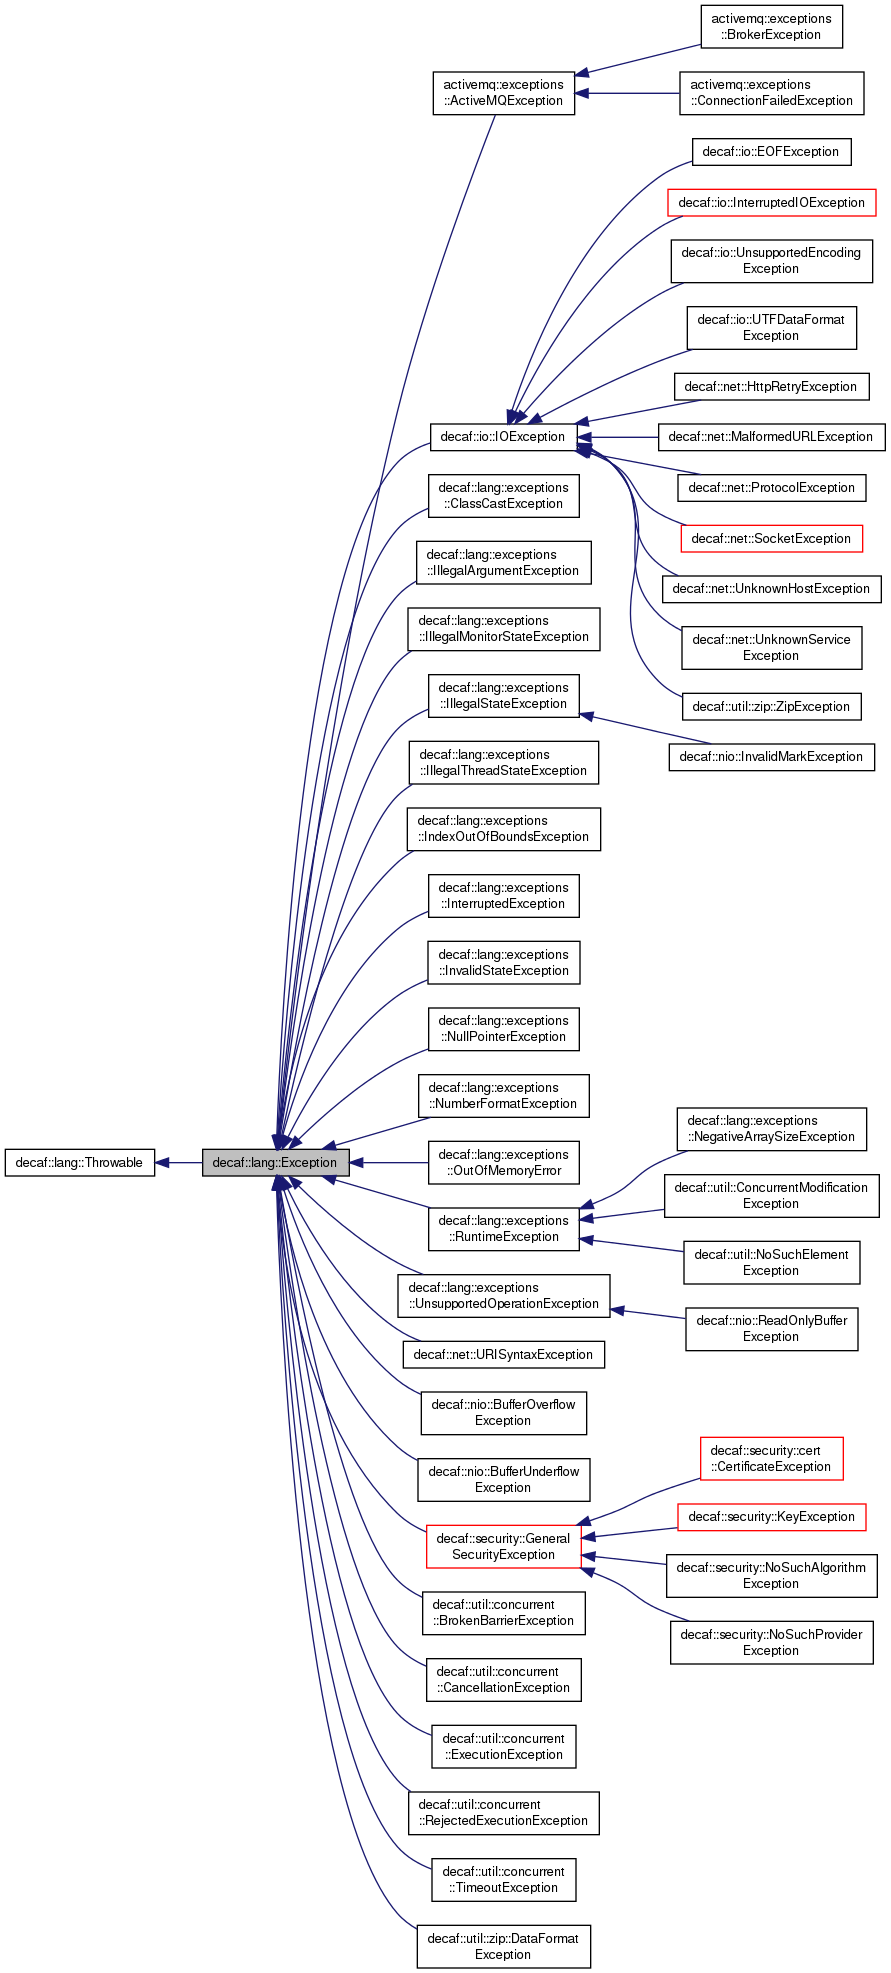 activemq::exceptions
::BrokerException
activemq::exceptions
::ActiveMQException
activemq::exceptions
::ConnectionFailedException
decaf::io::EOFException
decaf::io::InterruptedIOException
decaf::io::UnsupportedEncoding
Exception
decaf::io::UTFDataFormat
Exception
decaf::net::HttpRetryException
decaf::io::IOException
decaf::net::MalformedURLException
decaf::lang::exceptions
::ClassCastException
decaf::net::ProtocolException
decaf::net::SocketException
decaf::lang::exceptions
::IllegalArgumentException
decaf::net::UnknownHostException
decaf::lang::exceptions
::IllegalMonitorStateException
decaf::net::UnknownService
Exception
decaf::lang::exceptions
::IllegalStateException
decaf::util::zip::ZipException
decaf::nio::InvalidMarkException
decaf::lang::exceptions
::IllegalThreadStateException
decaf::lang::exceptions
::IndexOutOfBoundsException
decaf::lang::exceptions
::InterruptedException
decaf::lang::exceptions
::InvalidStateException
decaf::lang::exceptions
::NullPointerException
decaf::lang::exceptions
::NumberFormatException
decaf::lang::exceptions
::NegativeArraySizeException
decaf::lang::Throwable
decaf::lang::Exception
decaf::lang::exceptions
::OutOfMemoryError
decaf::util::ConcurrentModification
Exception
decaf::lang::exceptions
::RuntimeException
decaf::util::NoSuchElement
Exception
decaf::lang::exceptions
::UnsupportedOperationException
decaf::nio::ReadOnlyBuffer
Exception
decaf::net::URISyntaxException
decaf::nio::BufferOverflow
Exception
decaf::security::cert
::CertificateException
decaf::nio::BufferUnderflow
Exception
decaf::security::KeyException
decaf::security::General
SecurityException
decaf::security::NoSuchAlgorithm
Exception
decaf::util::concurrent
::BrokenBarrierException
decaf::security::NoSuchProvider
Exception
decaf::util::concurrent
::CancellationException
decaf::util::concurrent
::ExecutionException
decaf::util::concurrent
::RejectedExecutionException
decaf::util::concurrent
::TimeoutException
decaf::util::zip::DataFormat
Exception